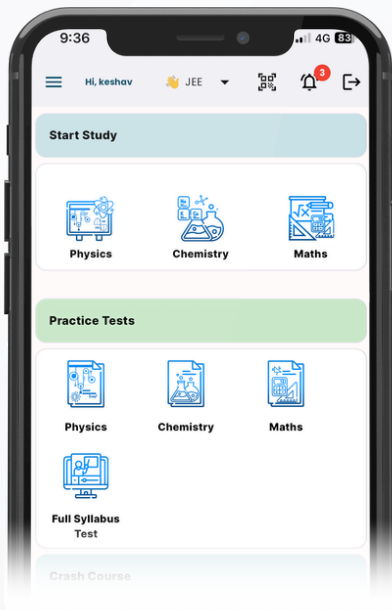 9:36 4G 83
Hi, keshav 👋 JEE 3
Start Study
Physics Chemistry Maths
Practice Tests
Physics Chemistry Maths
Full Syllabus
Test
Crash Course